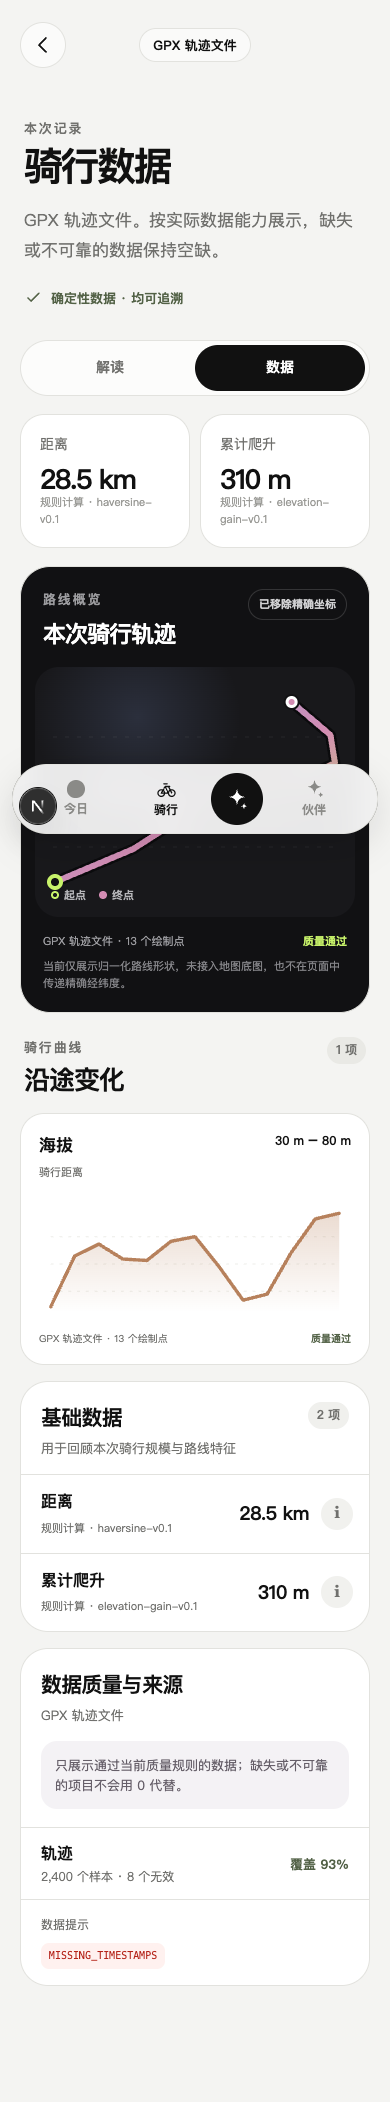 GPX 轨迹文件
本次记录
骑行数据
GPX 轨迹文件。按实际数据能力展示，缺失
或不可靠的数据保持空缺。
确定性数据 · 均可追溯
解读
数据
距离
28.5 km
规则计算 · haversine-
v0.1
累计爬升
310 m
规则计算 · elevation-
gain-v0.1
路线概览
已移除精确坐标
本次骑行轨迹
N
今日
骑行
伙伴
起点
终点
GPX 轨迹文件 · 13 个绘制点
质量通过
当前仅展示归一化路线形状，未接入地图底图，也不在页面中
传递精确经纬度。
骑行曲线
1 项
沿途变化
海拔
30 m — 80 m
骑行距离
GPX 轨迹文件 · 13 个绘制点
质量通过
基础数据
2 项
用于回顾本次骑行规模与路线特征
距离
28.5 km
i
规则计算 · haversine-v0.1
累计爬升
310 m
i
规则计算 · elevation-gain-v0.1
数据质量与来源
GPX 轨迹文件
只展示通过当前质量规则的数据；缺失或不可靠
的项目不会用 0 代替。
轨迹
覆盖 93%
2,400 个样本 · 8 个无效
数据提示
MISSING_TIMESTAMPS